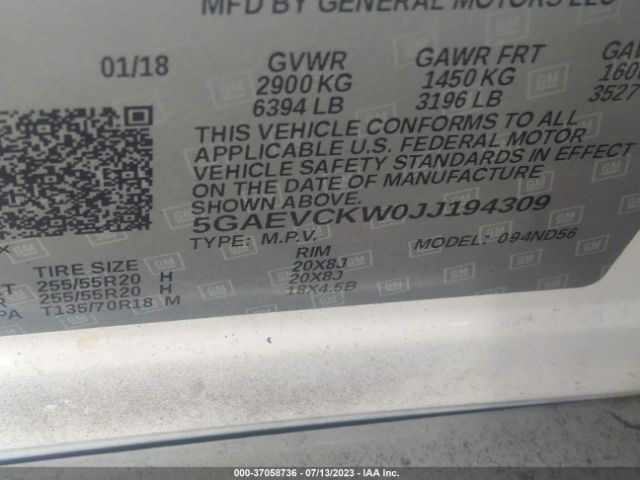 MFD BY GENERAL MOTORS LLC
01/18 GVWR GAWR FRT
2900 KG 1450 KG
6394 LB 3196 LB 3527
THIS VEHICLE CONFORMS TO ALL
APPLICABLE U.S. FEDERAL MOTOR
VEHICLE SAFETY STANDARDS IN EFFECT
ON THE DATE OF MANUFACTURE
SHOWN ABOVE.
5GAEVCKW0JJ194309
TYPE: M.P.V. MODEL: 094ND56
TIRE SIZE RIM
255/55R20 H 20X8J
255/55R20 H 20X8J
T135/70R18 M 18X4.5B
GM
000-37058736 - 07/13/2023 - IAA Inc.